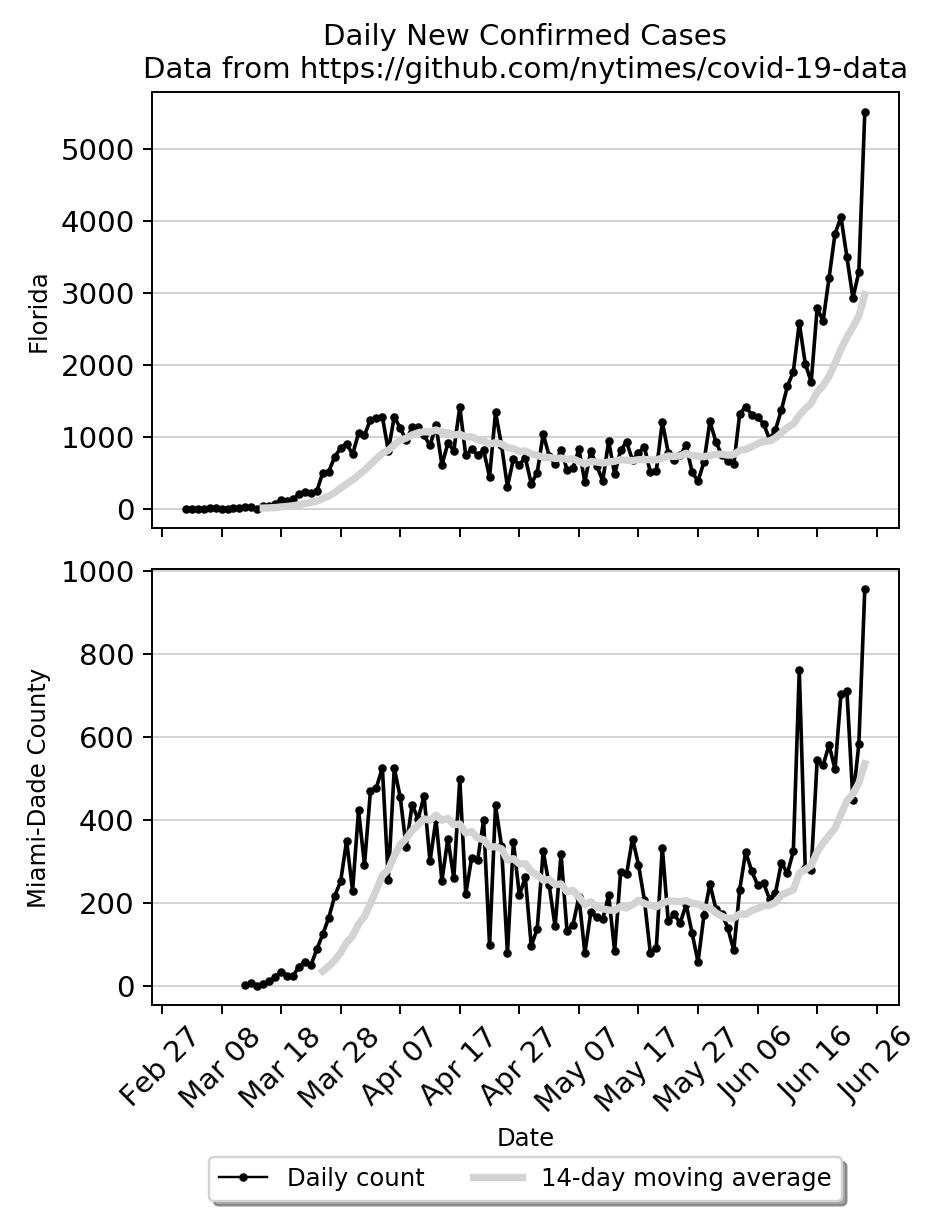 Daily New Confirmed Cases
Data from https://github.com/nytimes/covid-19-data
5000
4000
3000
2000
1000
0
Florida
1000
800
600
400
200
0
Miami-Dade County
Feb 27
Mar 08
Mar 18
Mar 28
Apr 07
Apr 17
Apr 27
May 07
May 17
May 27
Jun 06
Jun 16
Jun 26
Date
Daily count
14-day moving average